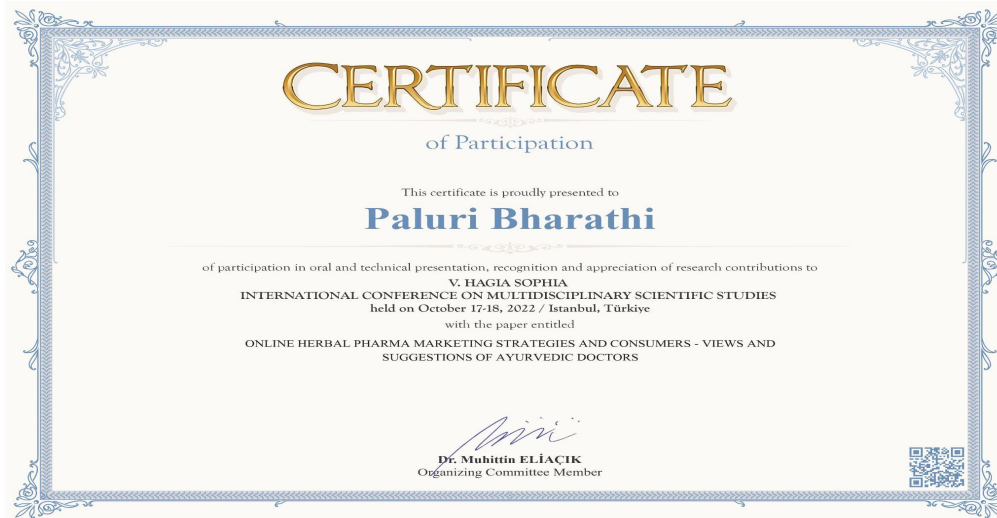 CERTIFICATE
of Participation
This certificate is proudly presented to
Paluri Bharathi
of participation in oral and technical presentation, recognition and appreciation of research contributions to
V. HAGIA SOPHIA
INTERNATIONAL CONFERENCE ON MULTIDISCIPLINARY SCIENTIFIC STUDIES
held on October 17-18, 2022 / Istanbul, Türkiye
with the paper entitled
ONLINE HERBAL PHARMA MARKETING STRATEGIES AND CONSUMERS - VIEWS AND
SUGGESTIONS OF AYURVEDIC DOCTORS
Dr. Muhittin ELİAÇIK
Organizing Committee Member